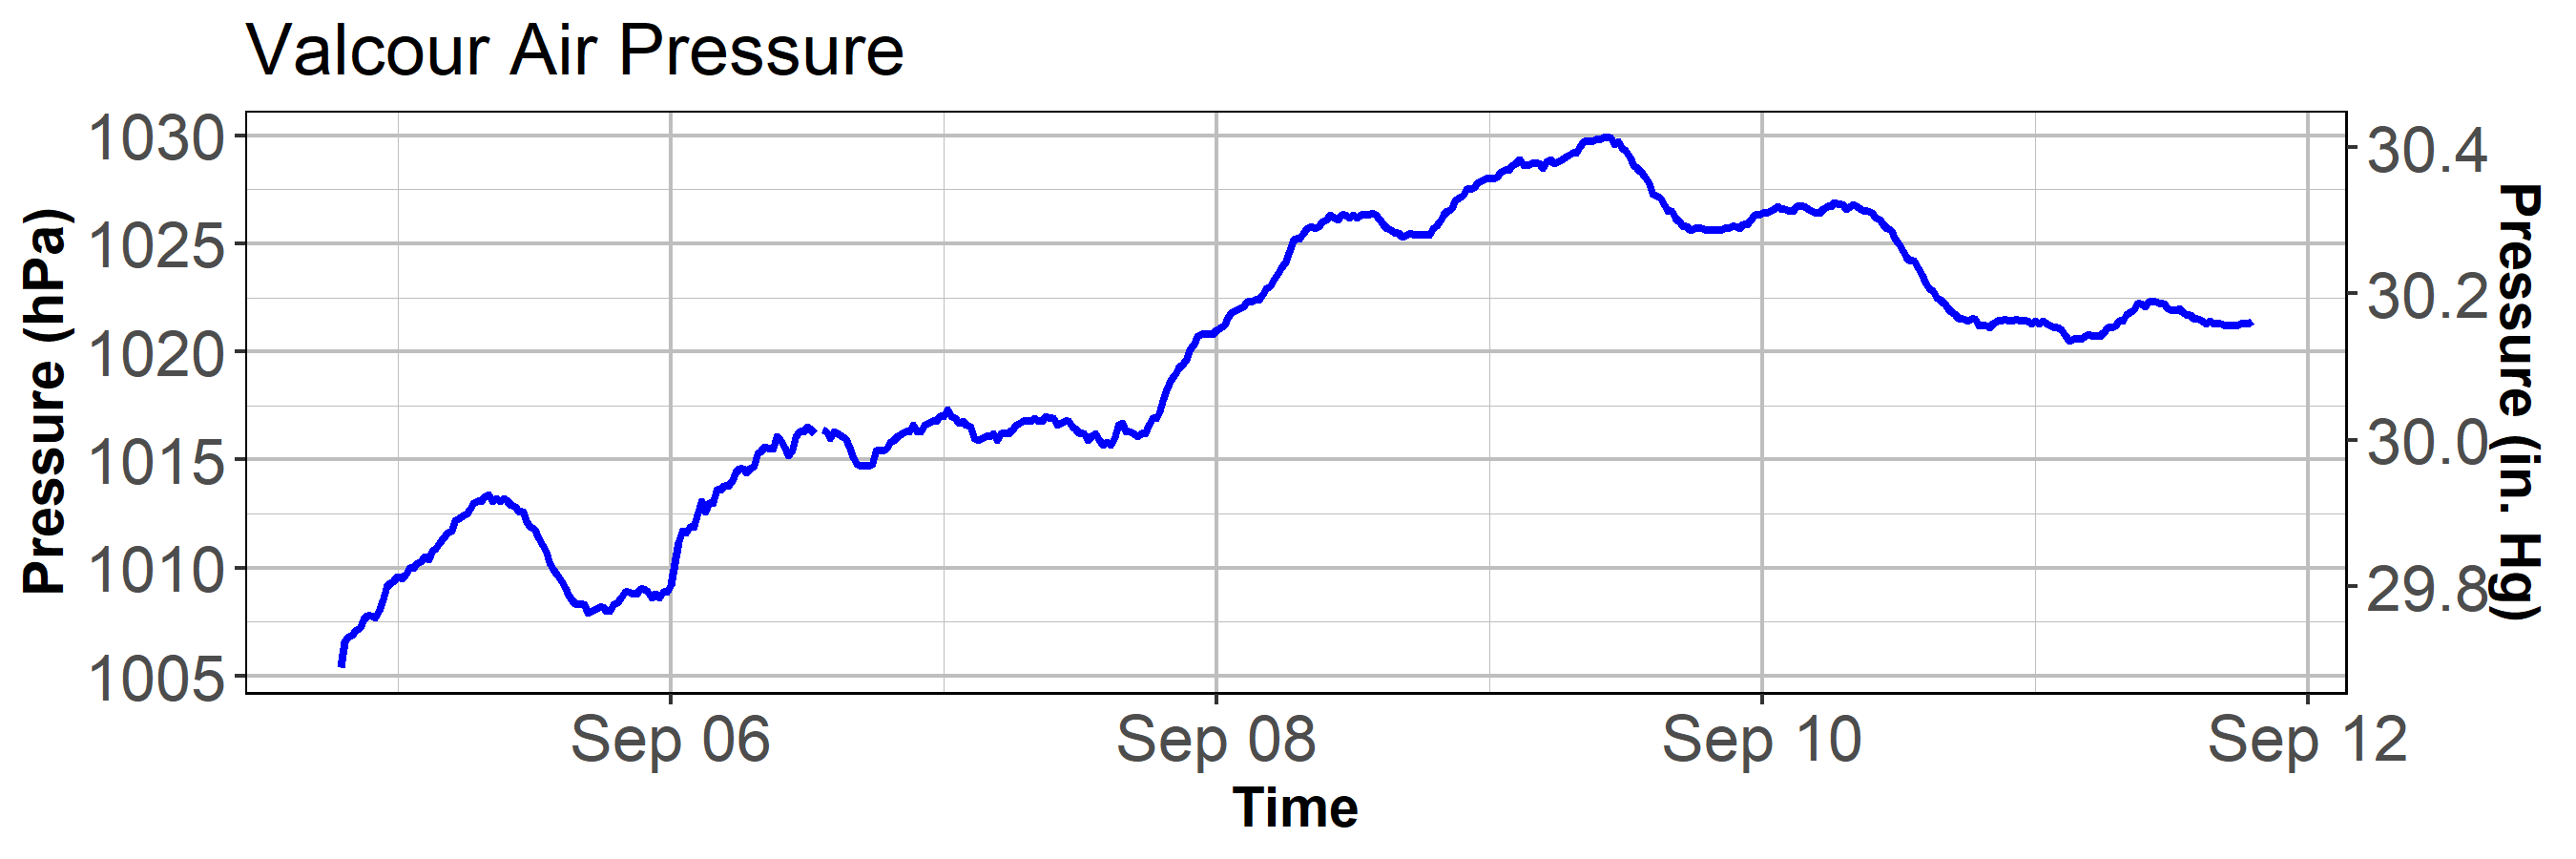 Valcour Air Pressure
Pressure (hPa)
1030
1025
1020
1015
1010
1005
30.4
30.2
30.0
29.8
Pressure (in. Hg)
Sep 06
Sep 08
Sep 10
Sep 12
Time